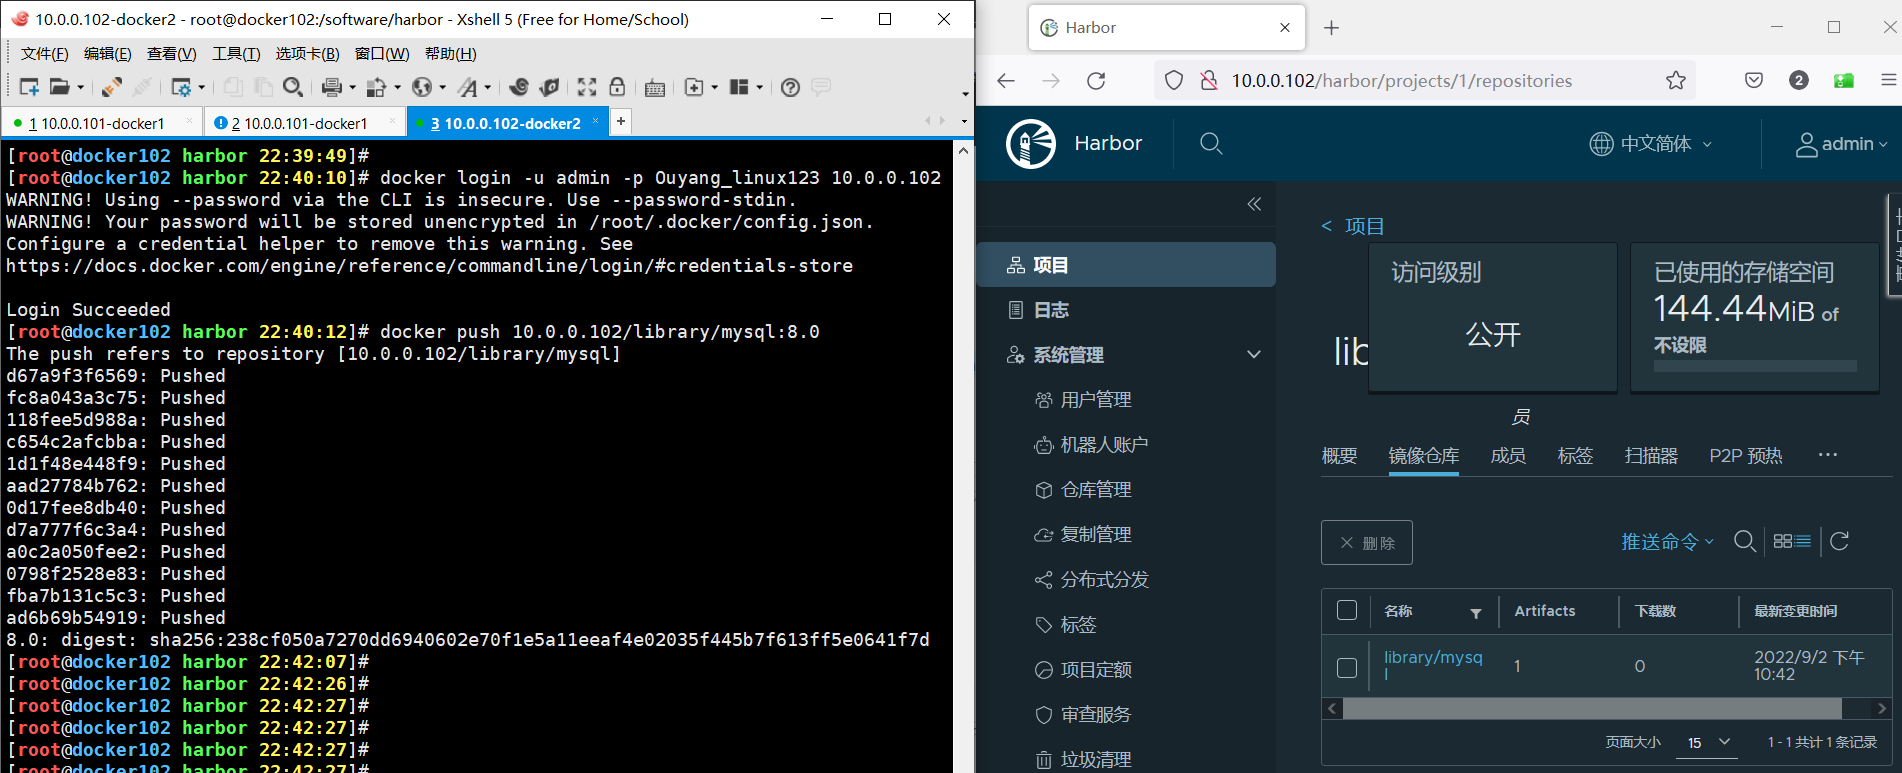 10.0.0.102-docker2 - root@docker102:/software/harbor - Xshell 5 (Free for Home/School)
文件(F) 编辑(E) 查看(V) 工具(T) 选项卡(B) 窗口(W) 帮助(H)
1 10.0.0.101-docker1 × 2 10.0.0.101-docker1 × 3 10.0.0.102-docker2 × +
[root@docker102 harbor 22:39:49]#
[root@docker102 harbor 22:40:10]# docker login -u admin -p Ouyang_linux123 10.0.0.102
WARNING! Using --password via the CLI is insecure. Use --password-stdin.
WARNING! Your password will be stored unencrypted in /root/.docker/config.json.
Configure a credential helper to remove this warning. See
https://docs.docker.com/engine/reference/commandline/login/#credentials-store
Login Succeeded
[root@docker102 harbor 22:40:12]# docker push 10.0.0.102/library/mysql:8.0
The push refers to repository [10.0.0.102/library/mysql]
d67a9f3f6569: Pushed
fc8a043a3c75: Pushed
118fee5d988a: Pushed
c654c2afcbba: Pushed
1d1f48e448f9: Pushed
aad27784b762: Pushed
0d17fee8db40: Pushed
d7a777f6c3a4: Pushed
a0c2a050fee2: Pushed
0798f2528e83: Pushed
fba7b131c5c3: Pushed
ad6b69b54919: Pushed
8.0: digest: sha256:238cf050a7270dd6940602e70f1e5a11eeaf4e02035f445b7f613ff5e0641f7d
[root@docker102 harbor 22:42:07]#
[root@docker102 harbor 22:42:26]#
[root@docker102 harbor 22:42:27]#
[root@docker102 harbor 22:42:27]#
[root@docker102 harbor 22:42:27]#
[root@docker102 harbor 22:42:27]#
Harbor
10.0.0.102/harbor/projects/1/repositories
2
Harbor
中文简体
admin
项目
日志
系统管理
用户管理
机器人账户
仓库管理
复制管理
分布式分发
标签
项目定额
审查服务
垃圾清理
< 项目
lib
访问级别
公开
已使用的存储空间
144.44MiB of
不设限
员
概要 镜像仓库 成员 标签 扫描器 P2P 预热 ···
× 删除
推送命令
名称 Artifacts 下载数 最新变更时间
library/mysq
l
1 0
2022/9/2 下午
10:42
页面大小 15 1 - 1 共计 1 条记录